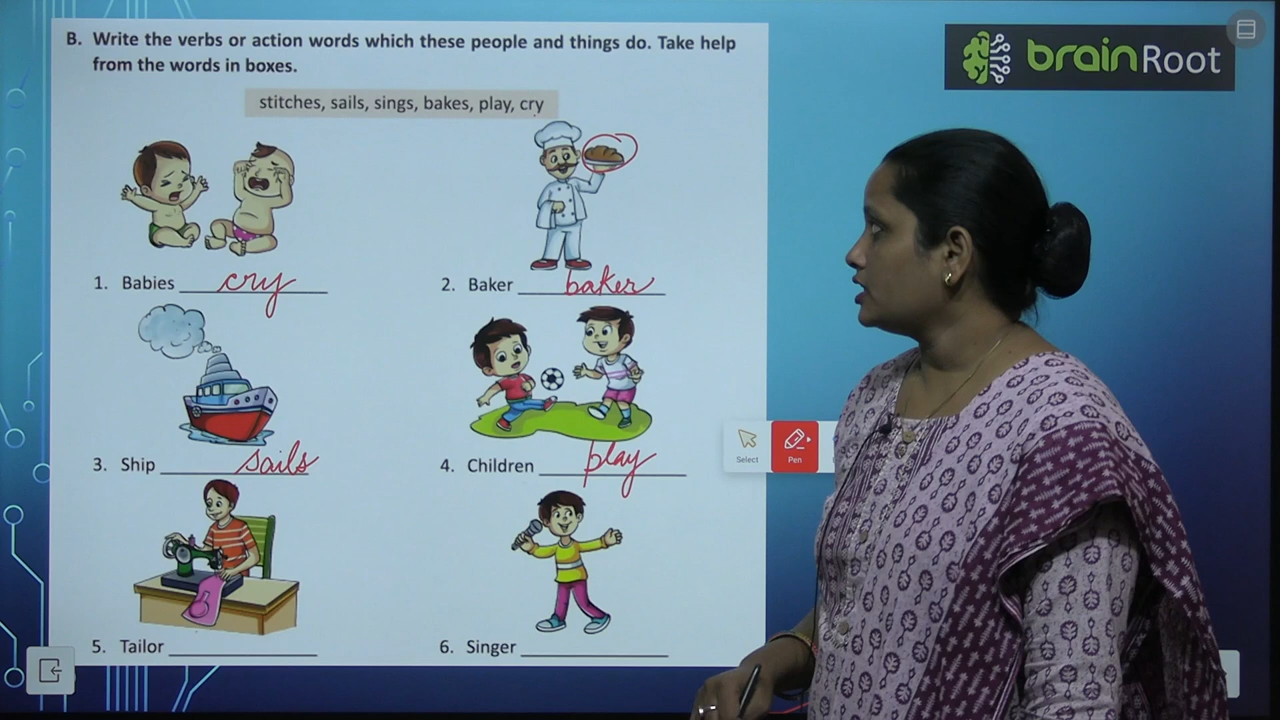 B. Write the verbs or action words which these people and things do. Take help
from the words in boxes.
stitches, sails, sings, bakes, play, cry
1. Babies cry
2. Baker baker
3. Ship sails
4. Children play
5. Tailor
6. Singer
Select
Pen
brainRoot